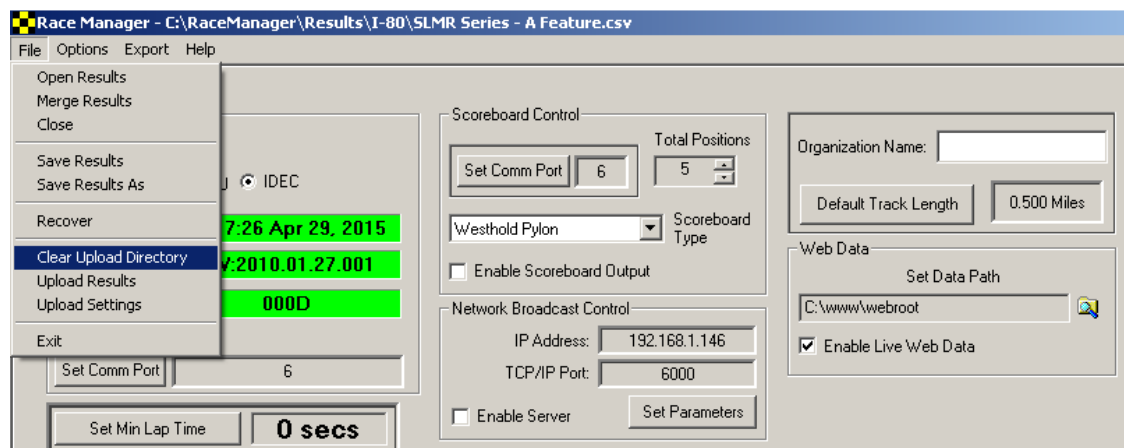 Race Manager - C:\RaceManager\Results\I-80\SLMR Series - A Feature.csv
File Options Export Help
Open Results
Merge Results
Close
Save Results
Save Results As
Recover
Clear Upload Directory
Upload Results
Upload Settings
Exit
IDEC
7:26 Apr 29, 2015
V:2010.01.27.001
000D
Set Comm Port 6
Set Min Lap Time 0 secs
Scoreboard Control
Total Positions
Set Comm Port 6 5
Westhold Pylon
Scoreboard Type
Enable Scoreboard Output
Network Broadcast Control
IP Address: 192.168.1.146
TCP/IP Port: 6000
Enable Server Set Parameters
Organization Name:
Default Track Length 0.500 Miles
Web Data
Set Data Path
C:\www\webroot
Enable Live Web Data